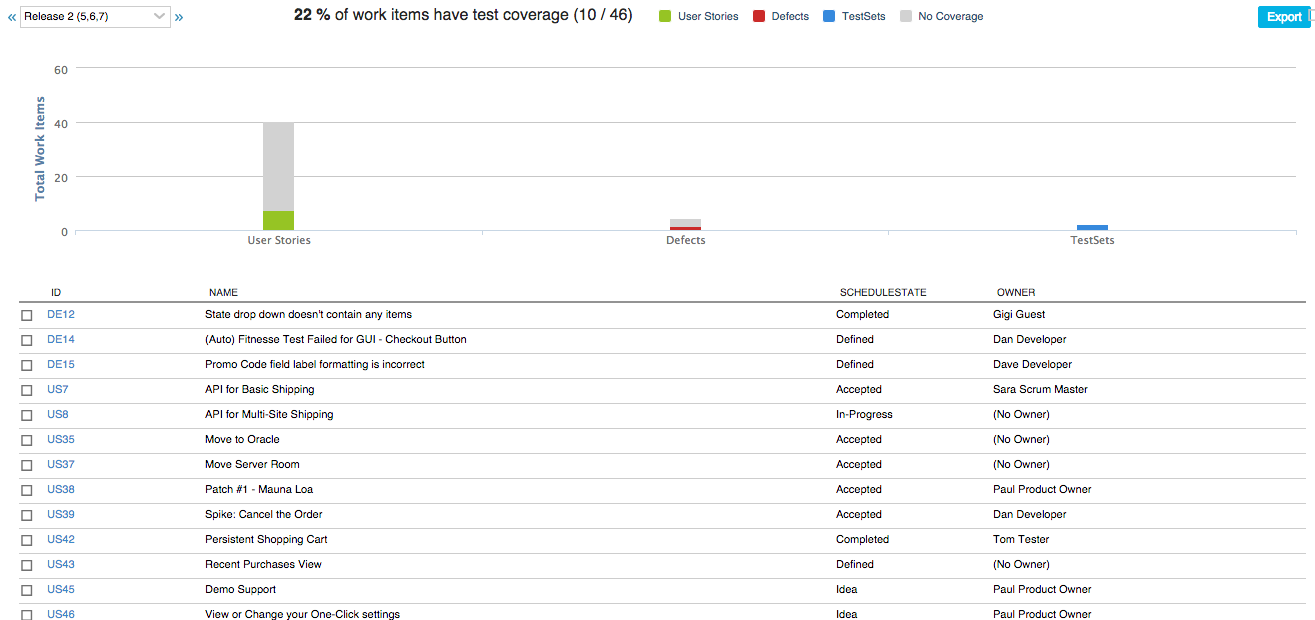 « Release 2 (5,6,7) » 22 % of work items have test coverage (10 / 46) User Stories Defects TestSets No Coverage Export
60
40
20
0
Total Work Items
User Stories Defects TestSets
ID NAME SCHEDULESTATE OWNER
DE12 State drop down doesn't contain any items Completed Gigi Guest
DE14 (Auto) Fitnesse Test Failed for GUI - Checkout Button Defined Dan Developer
DE15 Promo Code field label formatting is incorrect Defined Dave Developer
US7 API for Basic Shipping Accepted Sara Scrum Master
US8 API for Multi-Site Shipping In-Progress (No Owner)
US35 Move to Oracle Accepted (No Owner)
US37 Move Server Room Accepted (No Owner)
US38 Patch #1 - Mauna Loa Accepted Paul Product Owner
US39 Spike: Cancel the Order Accepted Dan Developer
US42 Persistent Shopping Cart Completed Tom Tester
US43 Recent Purchases View Defined (No Owner)
US45 Demo Support Idea Paul Product Owner
US46 View or Change your One-Click settings Idea Paul Product Owner